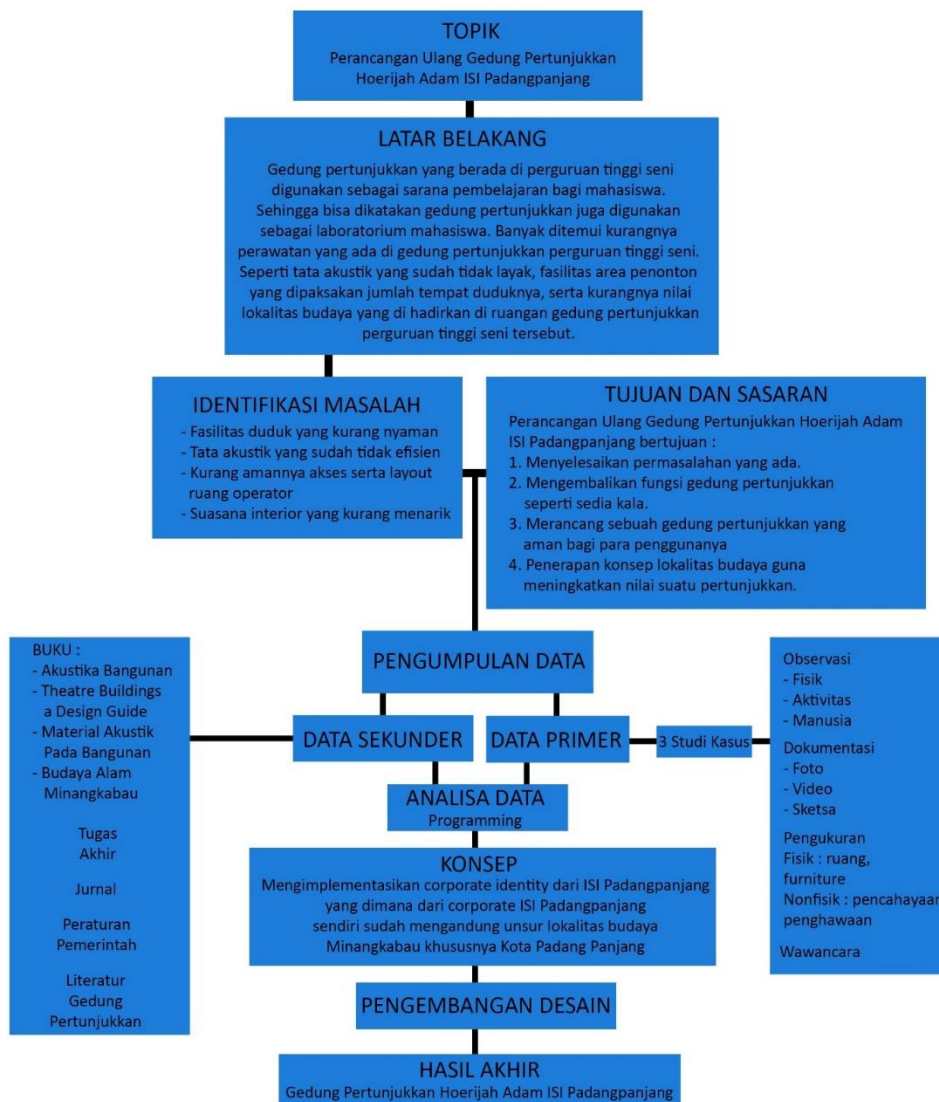 TOPIK
Perancangan Ulang Gedung Pertunjukkan
Hoerijah Adam ISI Padangpanjang
LATAR BELAKANG
Gedung pertunjukkan yang berada di perguruan tinggi seni
digunakan sebagai sarana pembelajaran bagi mahasiswa.
Sehingga bisa dikatakan gedung pertunjukkan juga digunakan
sebagai laboratorium mahasiswa. Banyak ditemui kurangnya
perawatan yang ada di gedung pertunjukkan perguruan tinggi seni.
Seperti tata akustik yang sudah tidak layak, fasilitas area penonton
yang dipaksakan jumlah tempat duduknya, serta kurangnya nilai
lokalitas budaya yang di hadirkan di ruangan gedung pertunjukkan
perguruan tinggi seni tersebut.
IDENTIFIKASI MASALAH
- Fasilitas duduk yang kurang nyaman
- Tata akustik yang sudah tidak efisien
- Kurang amannya akses serta layout
ruang operator
- Suasana interior yang kurang menarik
TUJUAN DAN SASARAN
Perancangan Ulang Gedung Pertunjukkan Hoerijah Adam
ISI Padangpanjang bertujuan :
1. Menyelesaikan permasalahan yang ada.
2. Mengembalikan fungsi gedung pertunjukkan
seperti sedia kala.
3. Merancang sebuah gedung pertunjukkan yang
aman bagi para penggunanya
4. Penerapan konsep lokalitas budaya guna
meningkatkan nilai suatu pertunjukkan.
PENGUMPULAN DATA
BUKU :
- Akustika Bangunan
- Theatre Buildings
a Design Guide
- Material Akustik
Pada Bangunan
- Budaya Alam
Minangkabau
Tugas
Akhir
Jurnal
Peraturan
Pemerintah
Literatur
Gedung
Pertunjukkan
DATA SEKUNDER
DATA PRIMER
3 Studi Kasus
Observasi
- Fisik
- Aktivitas
- Manusia
Dokumentasi
- Foto
- Video
- Sketsa
Pengukuran
Fisik : ruang,
furniture
Nonfisik : pencahayaan
penghawaan
Wawancara
ANALISA DATA
Programming
KONSEP
Mengimplementasikan corporate identity dari ISI Padangpanjang
yang dimana dari corporate ISI Padangpanjang
sendiri sudah mengandung unsur lokalitas budaya
Minangkabau khususnya Kota Padang Panjang
PENGEMBANGAN DESAIN
HASIL AKHIR
Gedung Pertunjukkan Hoerijah Adam ISI Padangpanjang